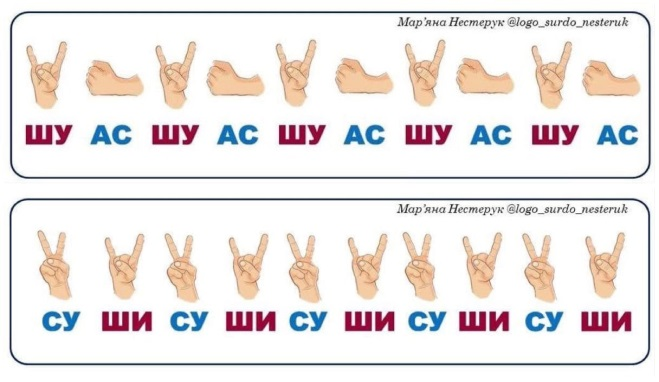 Мар'яна Нестерук @logo_surdo_nesteruk
ШУ АС ШУ АС ШУ АС ШУ АС ШУ АС
Мар'яна Нестерук @logo_surdo_nesteruk
СУ ШИ СУ ШИ СУ ШИ СУ ШИ СУ ШИ